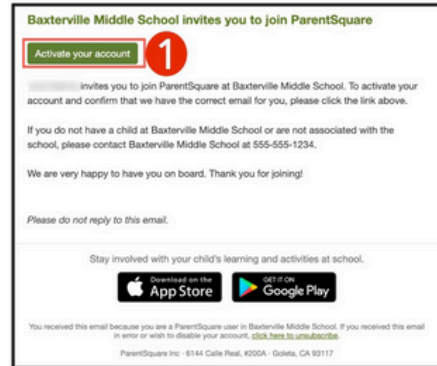 Baxterville Middle School invites you to join ParentSquare
Activate your account
1
invites you to join ParentSquare at Baxterville Middle School. To activate your
account and confirm that we have the correct email for you, please click the link above.
If you do not have a child at Baxterville Middle School or are not associated with the
school, please contact Baxterville Middle School at 555-555-1234.
We are very happy to have you on board. Thank you for joining!
Please do not reply to this email.
Stay involved with your child's learning and activities at school.
Download on the
App Store
GET IT ON
Google Play
You received this email because you are a ParentSquare user in Baxterville Middle School. If you received this email
in error or wish to disable your account, click here to unsubscribe.
ParentSquare Inc · 6144 Calle Real, #200A · Goleta, CA 93117